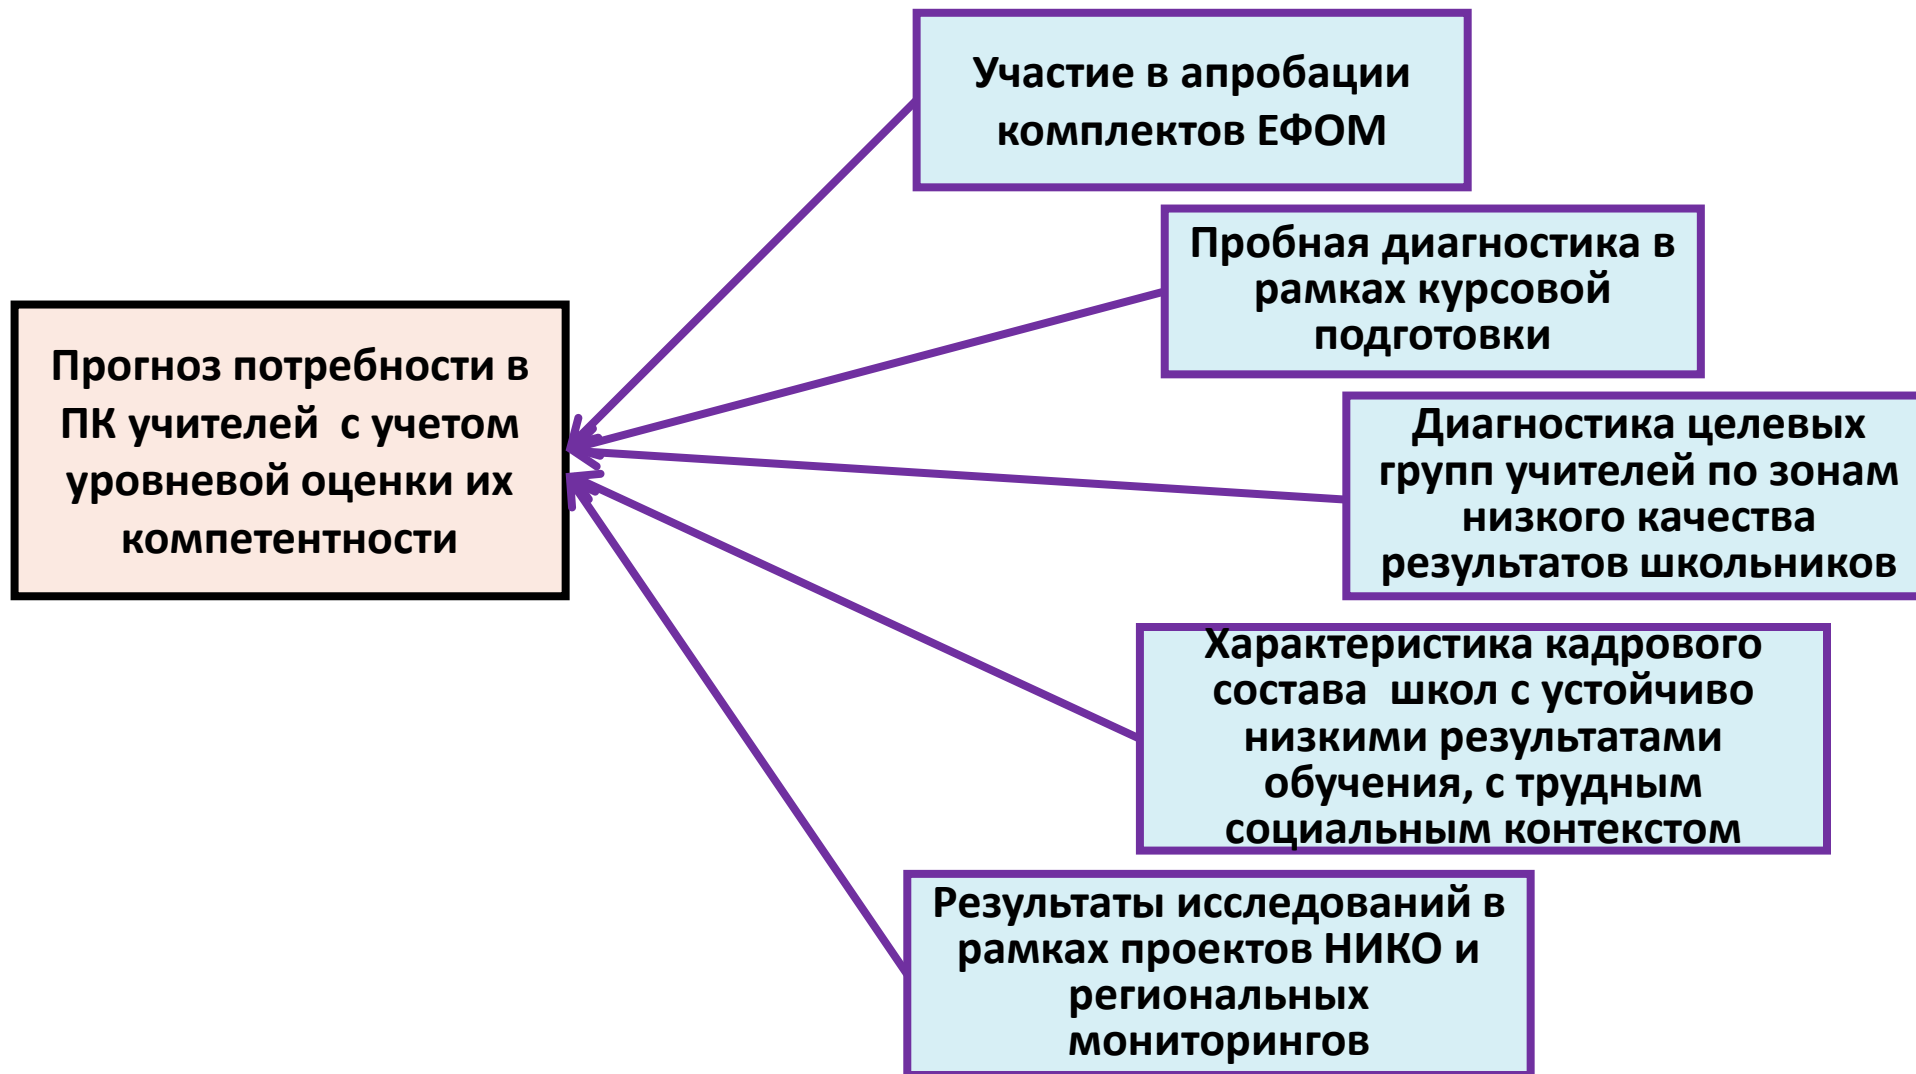 Участие в апробации
комплектов ЕФОМ
Пробная диагностика в
рамках курсовой
подготовки
Прогноз потребности в
ПК учителей  с учетом
уровневой оценки их
компетентности
Диагностика целевых
групп учителей по зонам
низкого качества
результатов школьников
Характеристика кадрового
состава  школ с устойчиво
низкими результатами
обучения, с трудным
социальным контекстом
Результаты исследований в
рамках проектов НИКО и
региональных
мониторингов